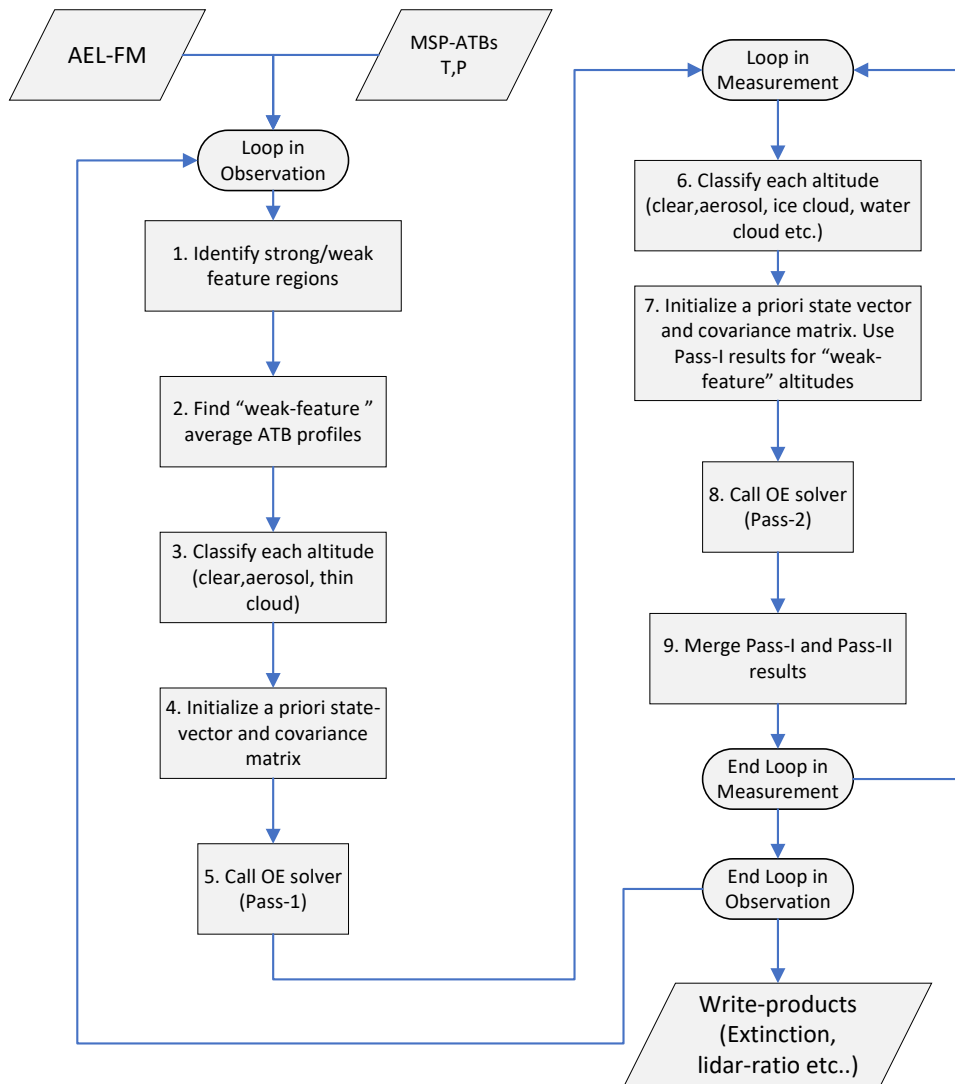 AEL-FM
MSP-ATBs
T,P
Loop in
Observation
1. Identify strong/weak
feature regions
2. Find “weak-feature ”
average ATB profiles
3. Classify each altitude
(clear,aerosol, thin
cloud)
4. Initialize a priori state-
vector and covariance
matrix
5. Call OE solver
(Pass-1)
Loop in
Measurement
6. Classify each altitude
(clear,aerosol, ice cloud, water
cloud etc.)
7. Initialize a priori state vector
and covariance matrix. Use
Pass-I results for “weak-
feature” altitudes
8. Call OE solver
(Pass-2)
9. Merge Pass-I and Pass-II
results
End Loop in
Measurement
End Loop in
Observation
Write-products
(Extinction,
lidar-ratio etc..)